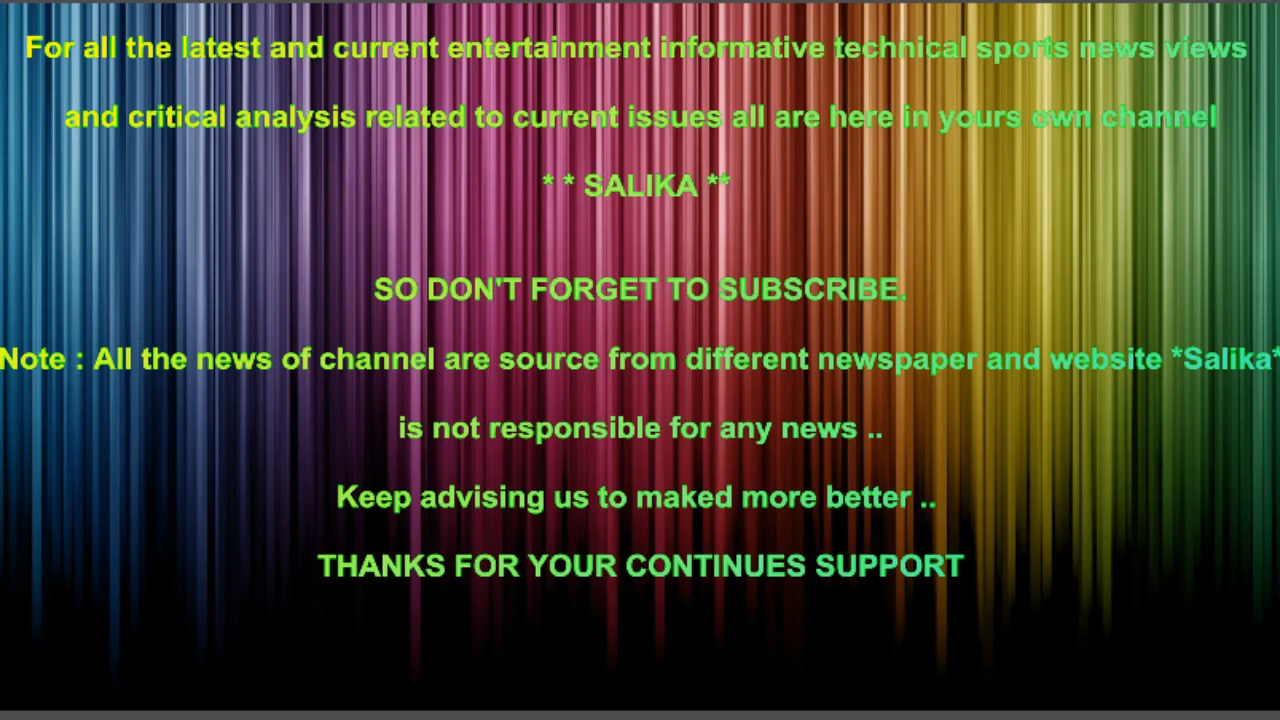 For all the latest and current entertainment informative technical sports news views
and critical analysis related to current issues all are here in yours own channel
* * SALIKA **
SO DON'T FORGET TO SUBSCRIBE.
Note : All the news of channel are source from different newspaper and website *Salika*
is not responsible for any news ..
Keep advising us to maked more better ..
THANKS FOR YOUR CONTINUES SUPPORT